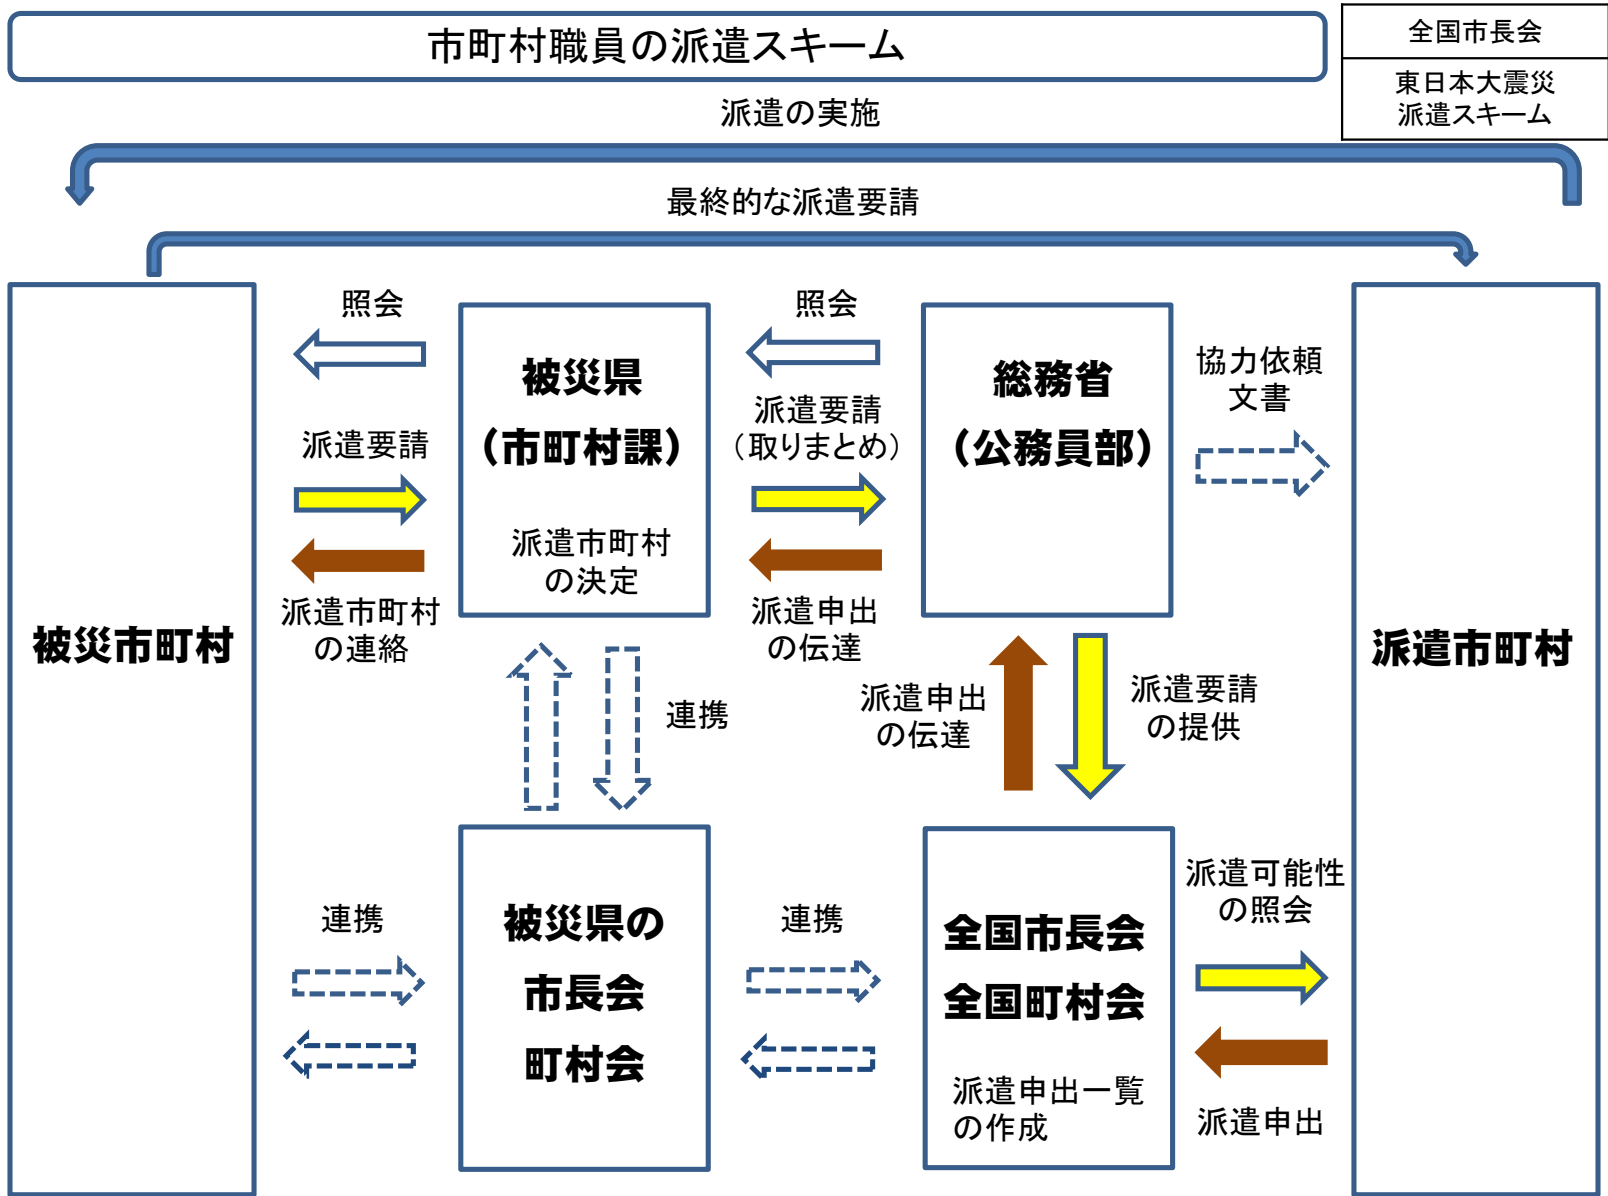 市町村職員の派遣スキーム
全国市長会
東日本大震災
派遣スキーム
派遣の実施
最終的な派遣要請
照会
照会
被災県
（市町村課）
総務省
（公務員部）
協力依頼
文書
派遣要請
派遣要請
（取りまとめ）
派遣市町村
の決定
派遣市町村
の連絡
派遣申出
の伝達
被災市町村
派遣市町村
連携
派遣申出
の伝達
派遣要請
の提供
連携
被災県の
市長会
町村会
連携
全国市長会
全国町村会
派遣申出一覧
の作成
派遣可能性
の照会
派遣申出